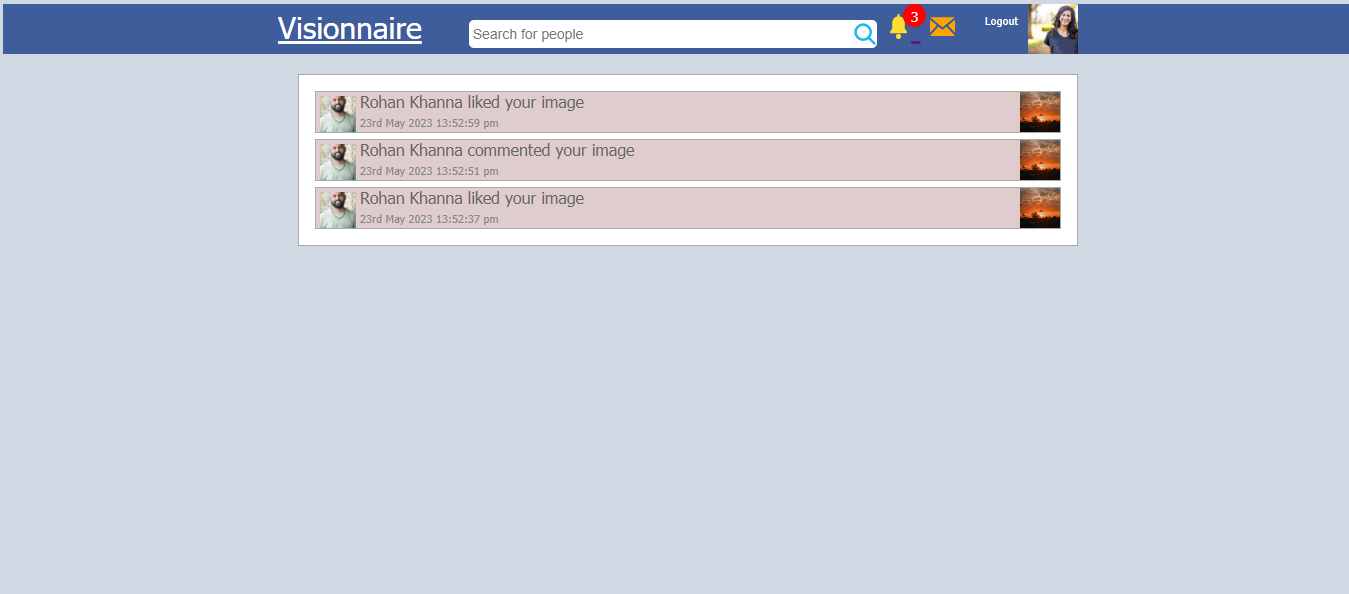 Visionnaire
Search for people
3
Logout
Rohan Khanna liked your image
23rd May 2023 13:52:59 pm
Rohan Khanna commented your image
23rd May 2023 13:52:51 pm
Rohan Khanna liked your image
23rd May 2023 13:52:37 pm